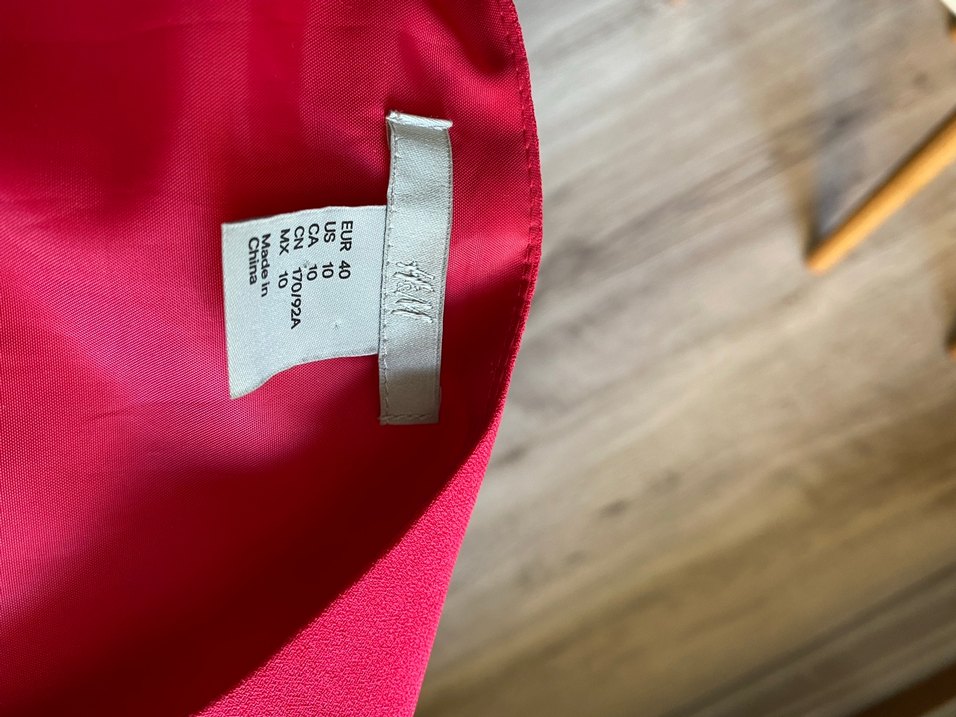 H&M
EUR 40
US 10
CA 10
CN 170/92A
MX 10
Made in
China